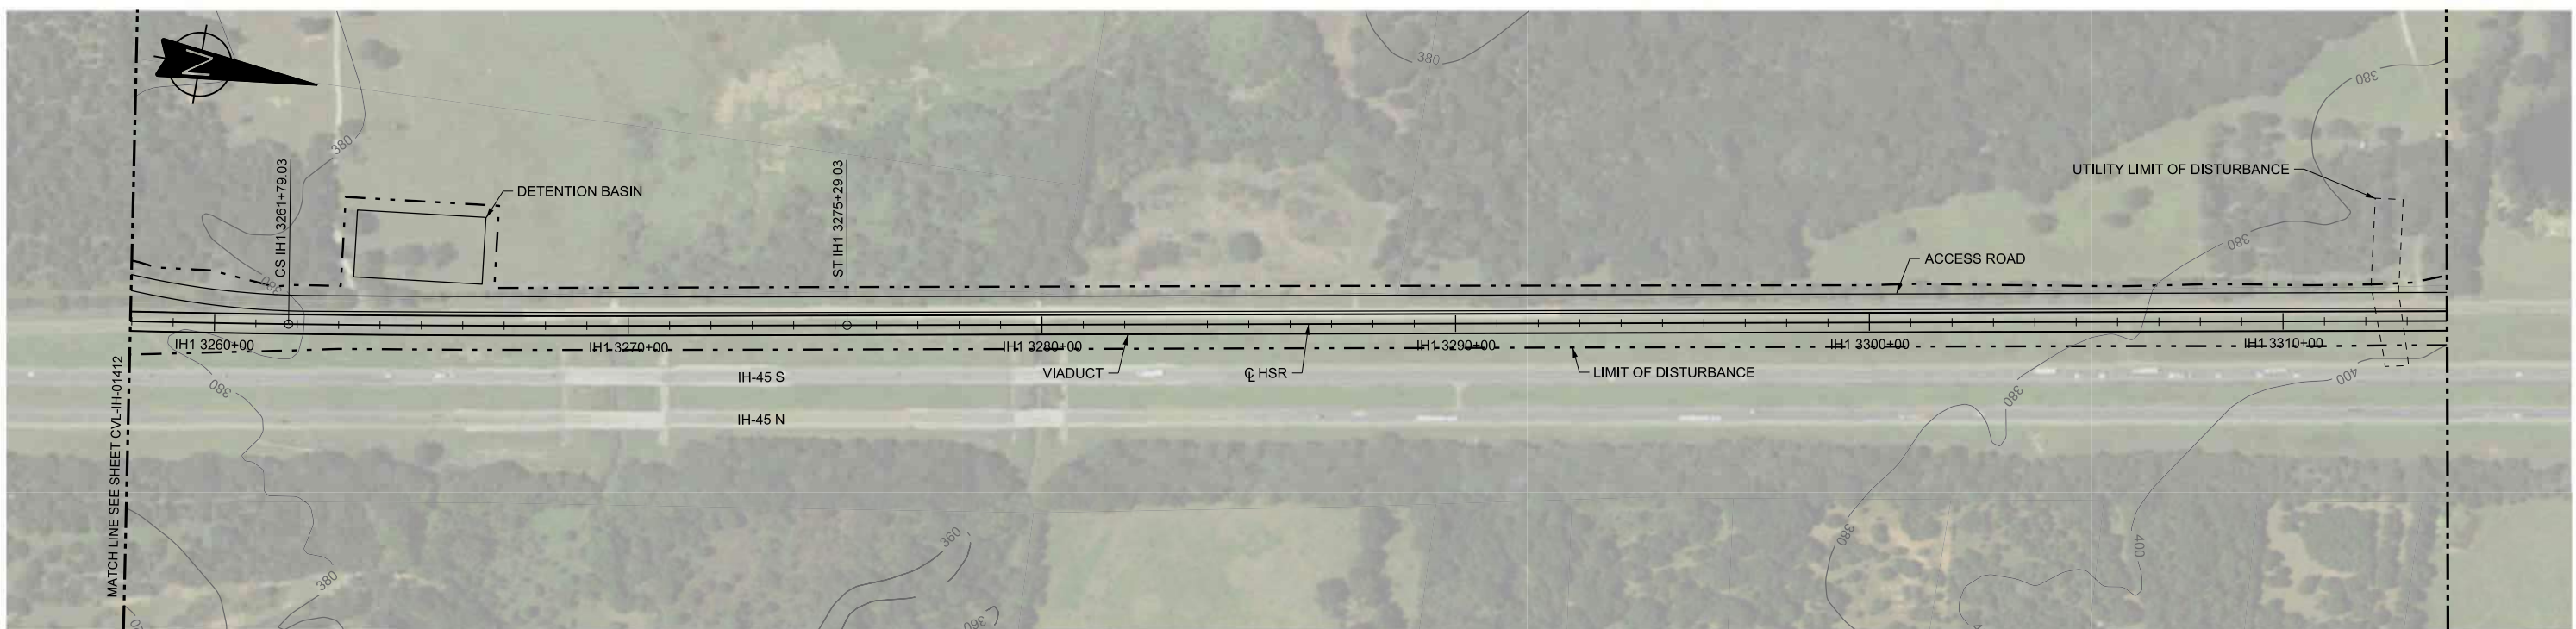 N
380
380
380
CS IH1 3261+79.03
DETENTION BASIN
ST IH1 3275+29.03
UTILITY LIMIT OF DISTURBANCE
380
380
ACCESS ROAD
IH1 3260+00
IH1 3270+00
IH1 3280+00
IH1 3290+00
IH1 3300+00
IH1 3310+00
IH-45 S
VIADUCT
℄ HSR
LIMIT OF DISTURBANCE
380
380
400
IH-45 N
MATCH LINE SEE SHEET CVL-IH-01412
360
380
400
380
360